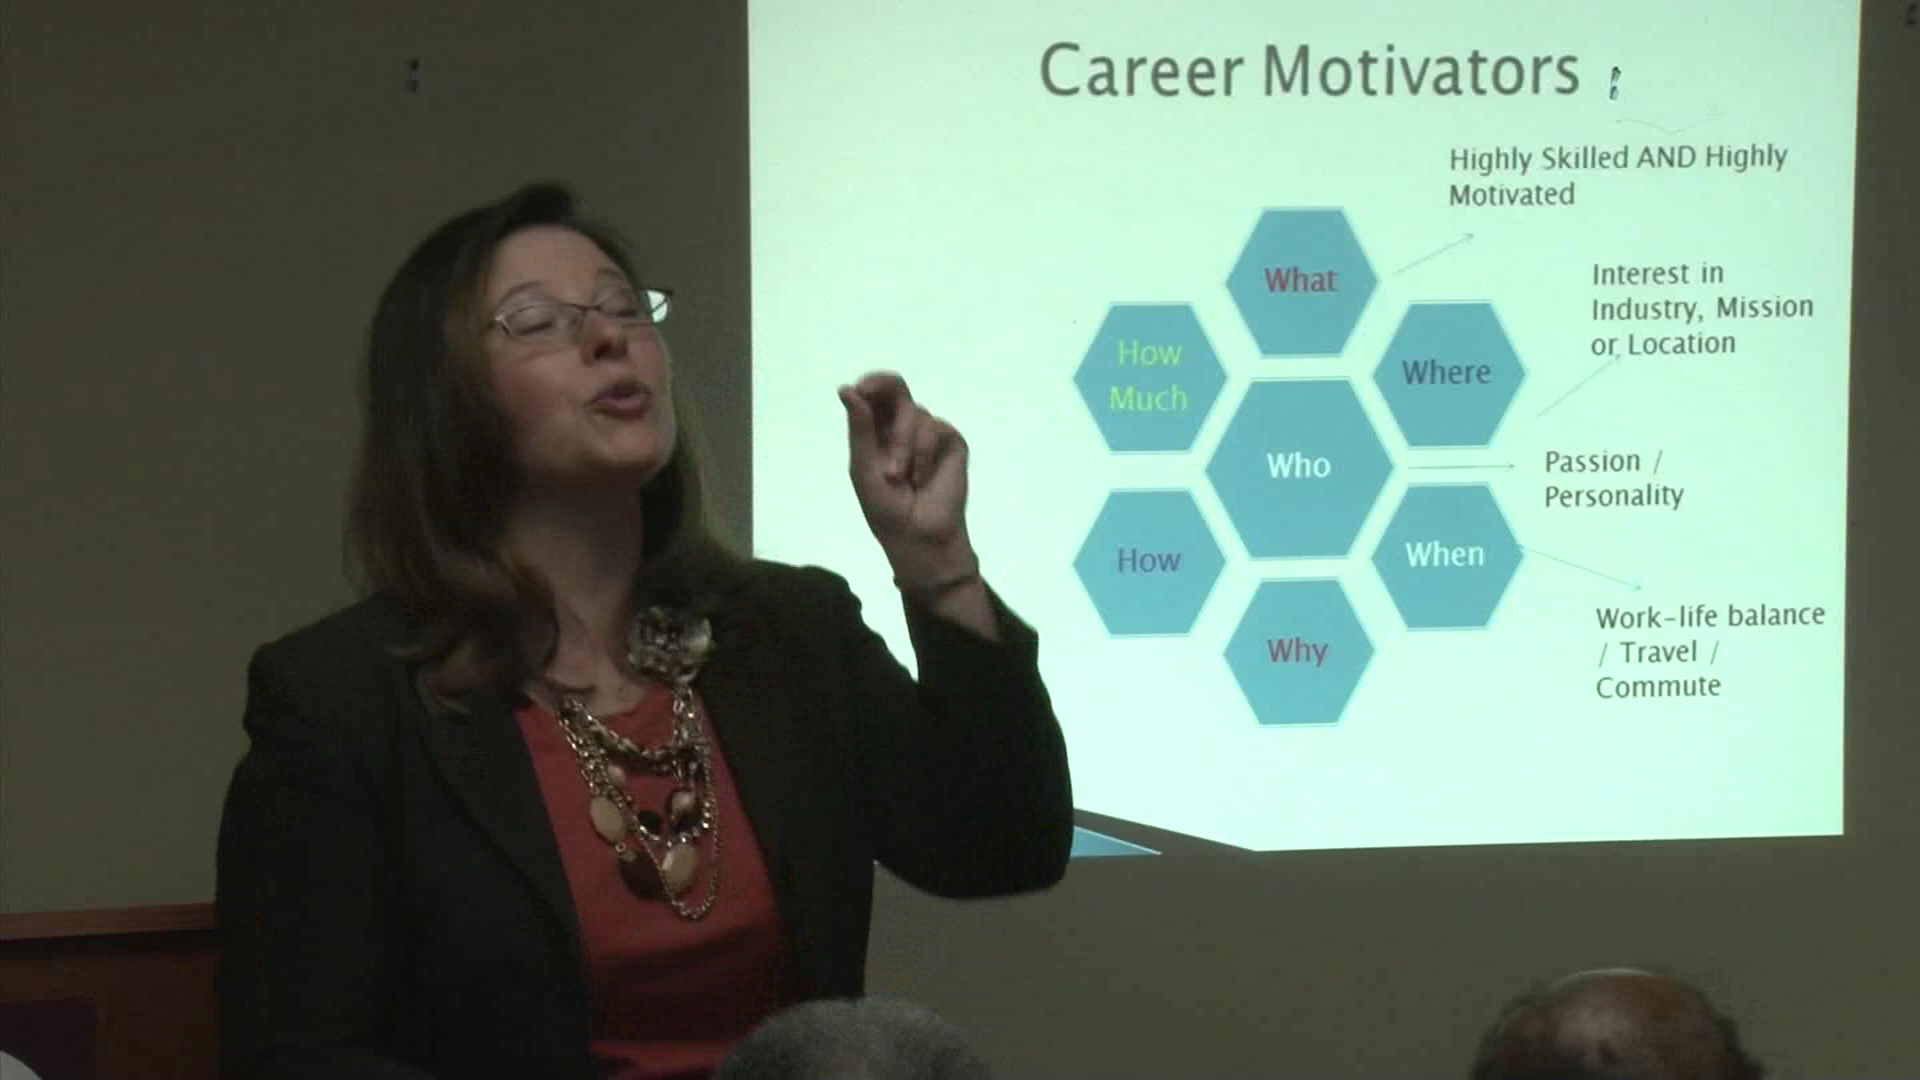 Career Motivators
Highly Skilled AND Highly
Motivated
What
Interest in
Industry, Mission
or Location
How
Much
Where
Who
Passion /
Personality
How
When
Why
Work-life balance
/ Travel /
Commute